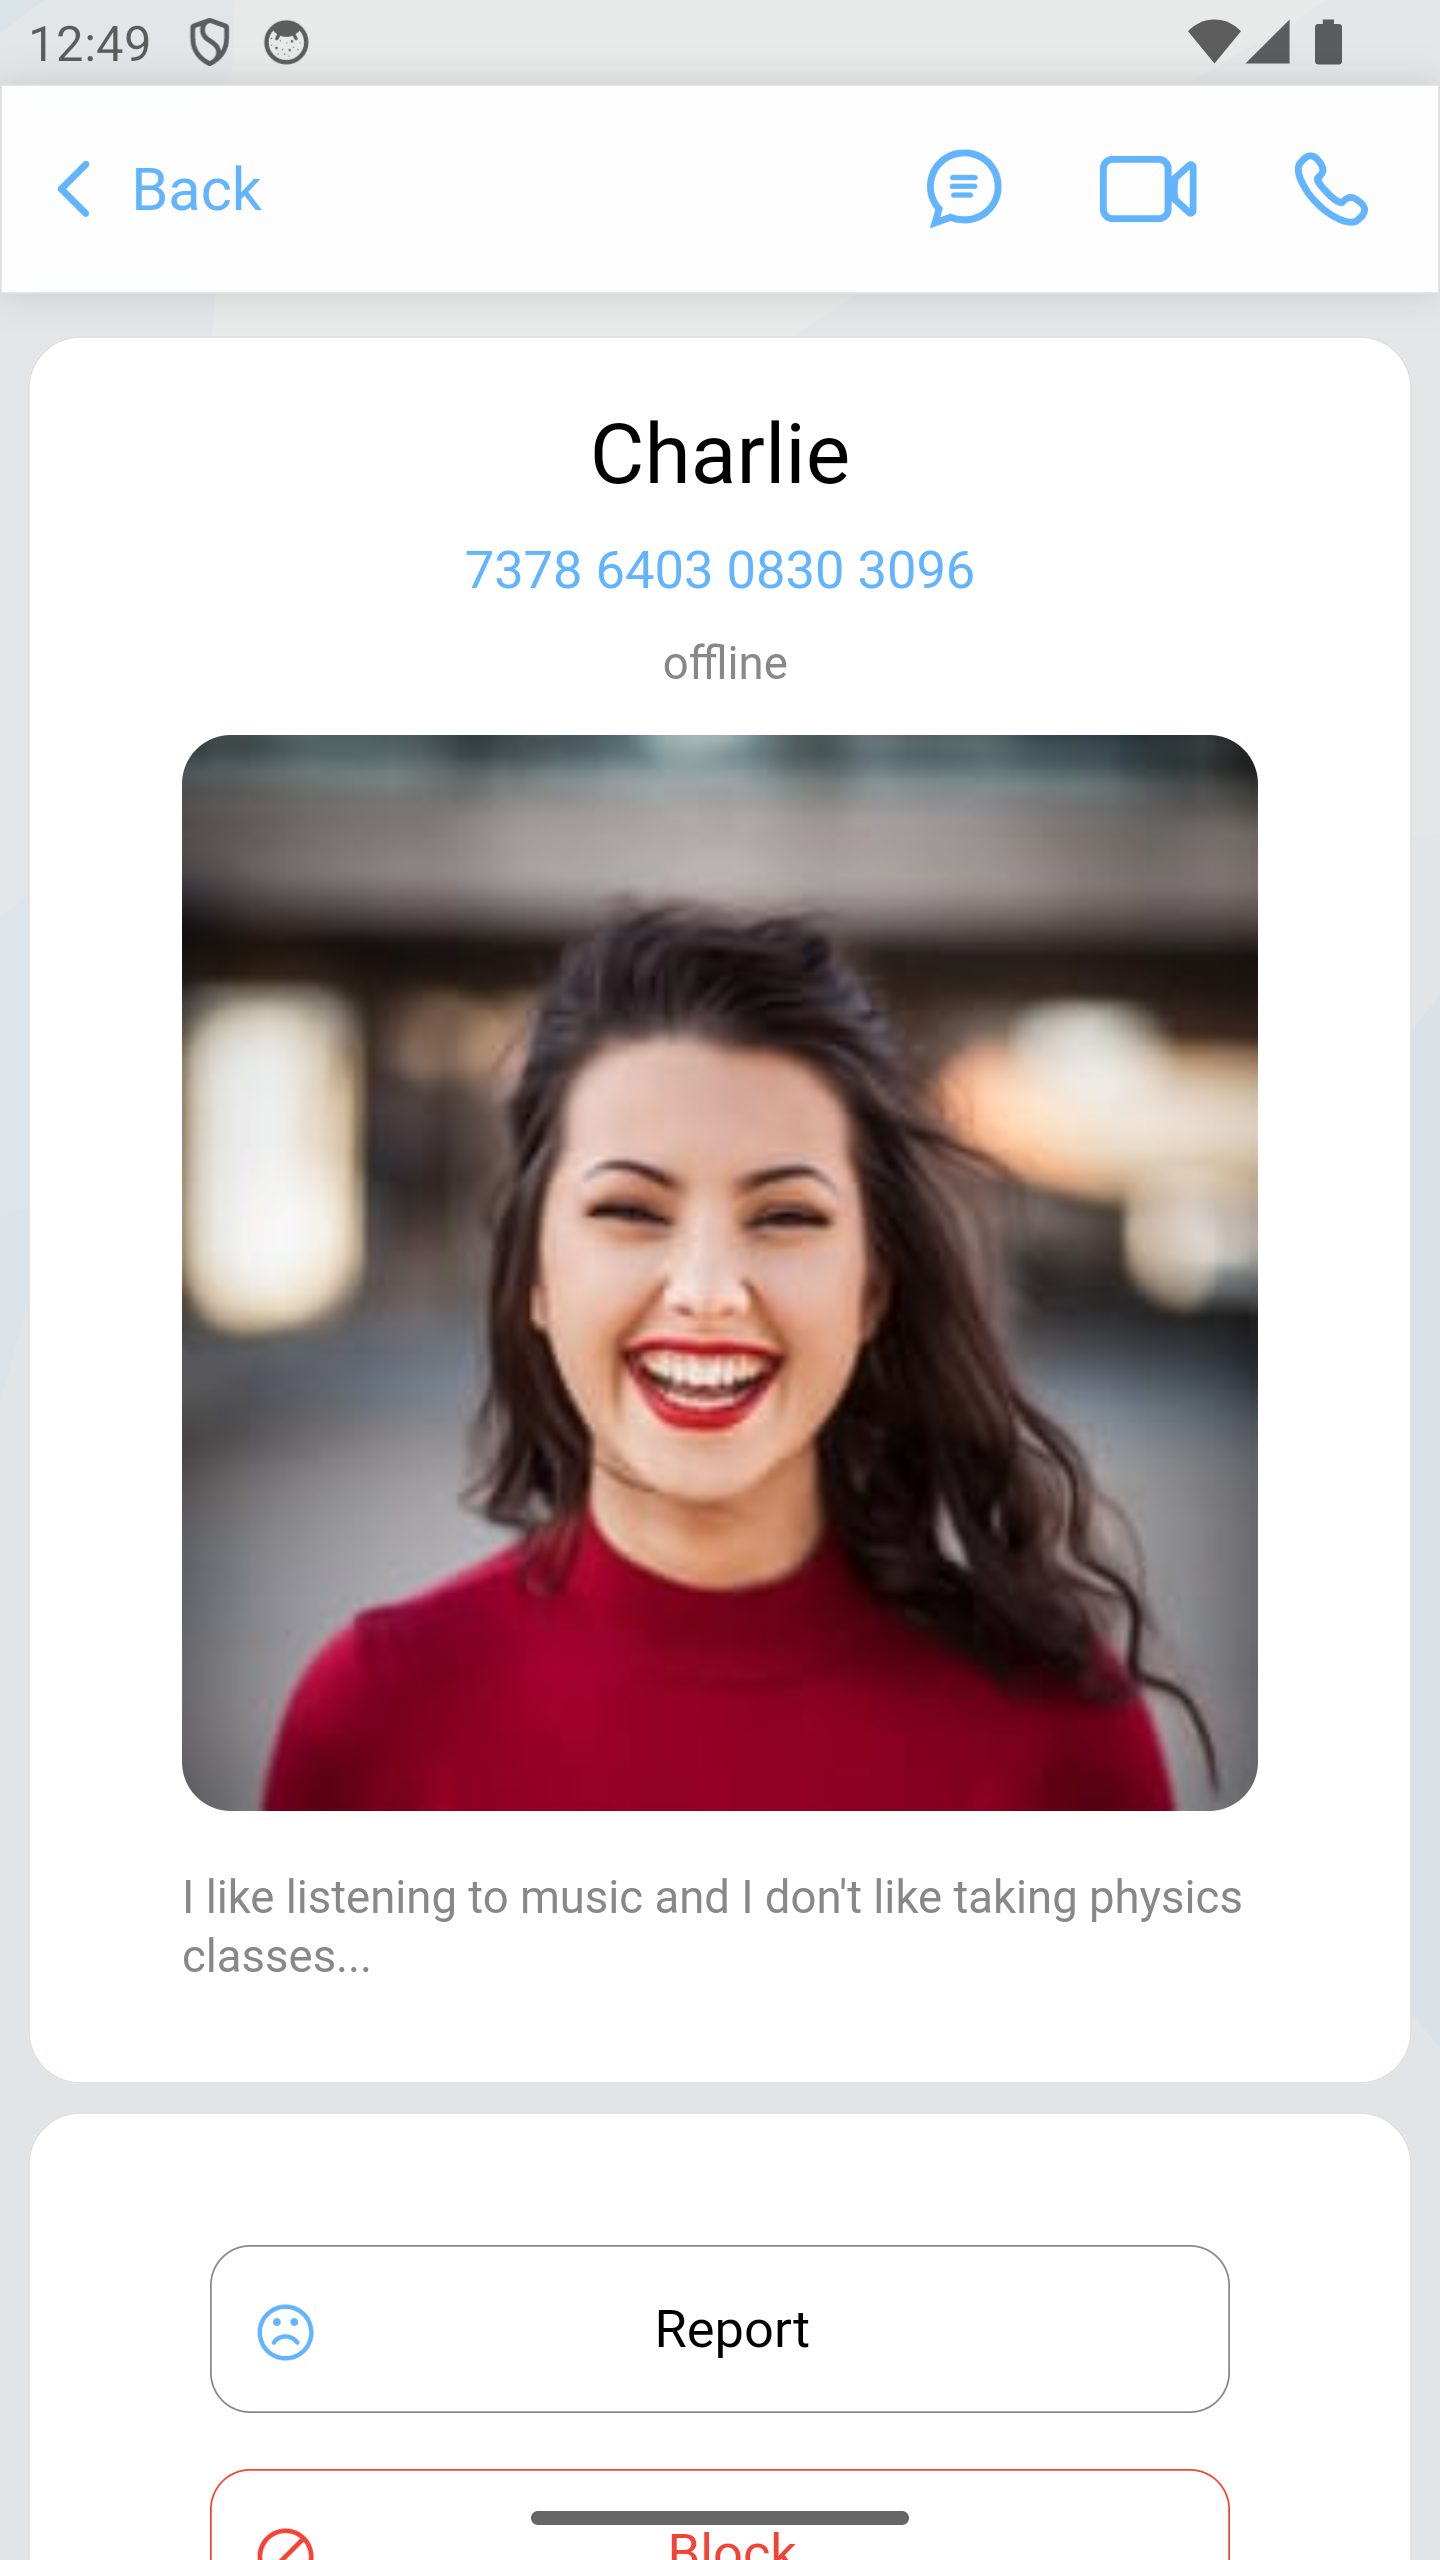 12:49
Back
Charlie
7378 6403 0830 3096
offline
I like listening to music and I don't like taking physics
classes...
Report
Block